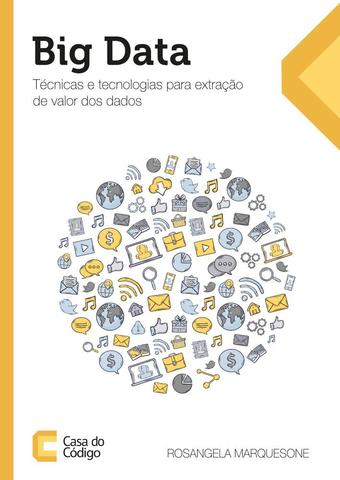 Big Data
Técnicas e tecnologias para extração
de valor dos dados
Casa do
Código
ROSANGELA MARQUESONE